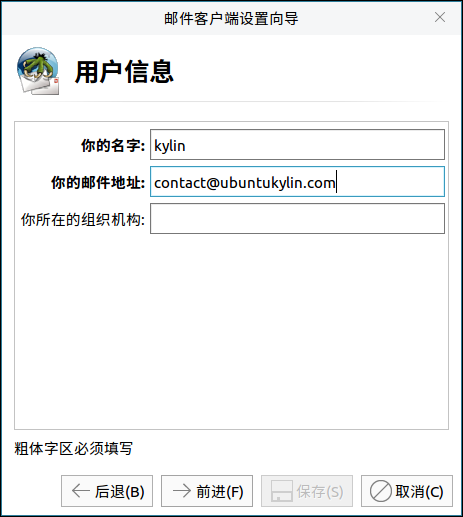 邮件客户端设置向导
用户信息
你的名字: kylin
你的邮件地址: contact@ubuntukylin.com
你所在的组织机构:
粗体字区必须填写
后退(B) 前进(F) 保存(S) 取消(C)